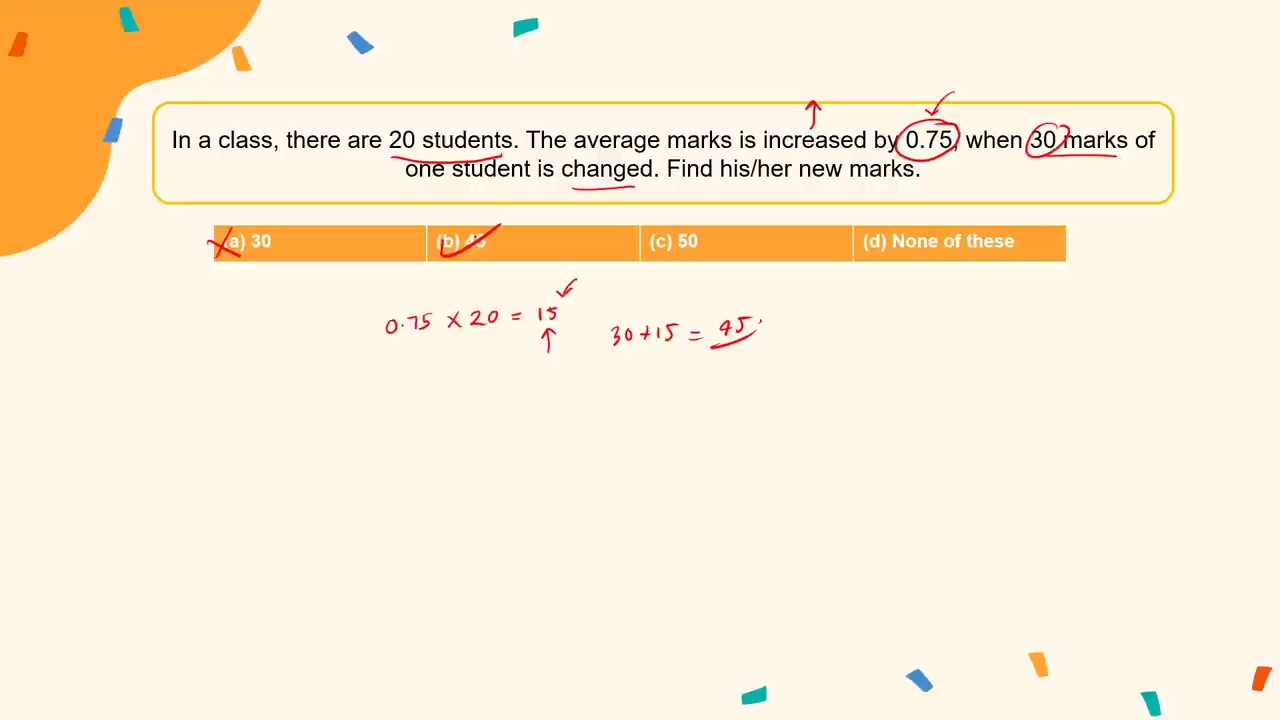 In a class, there are 20 students. The average marks is increased by 0.75, when 30 marks of
one student is changed. Find his/her new marks.
(a) 30 (b) 45 (c) 50 (d) None of these
0.75 × 20 = 15
30+15 = 45